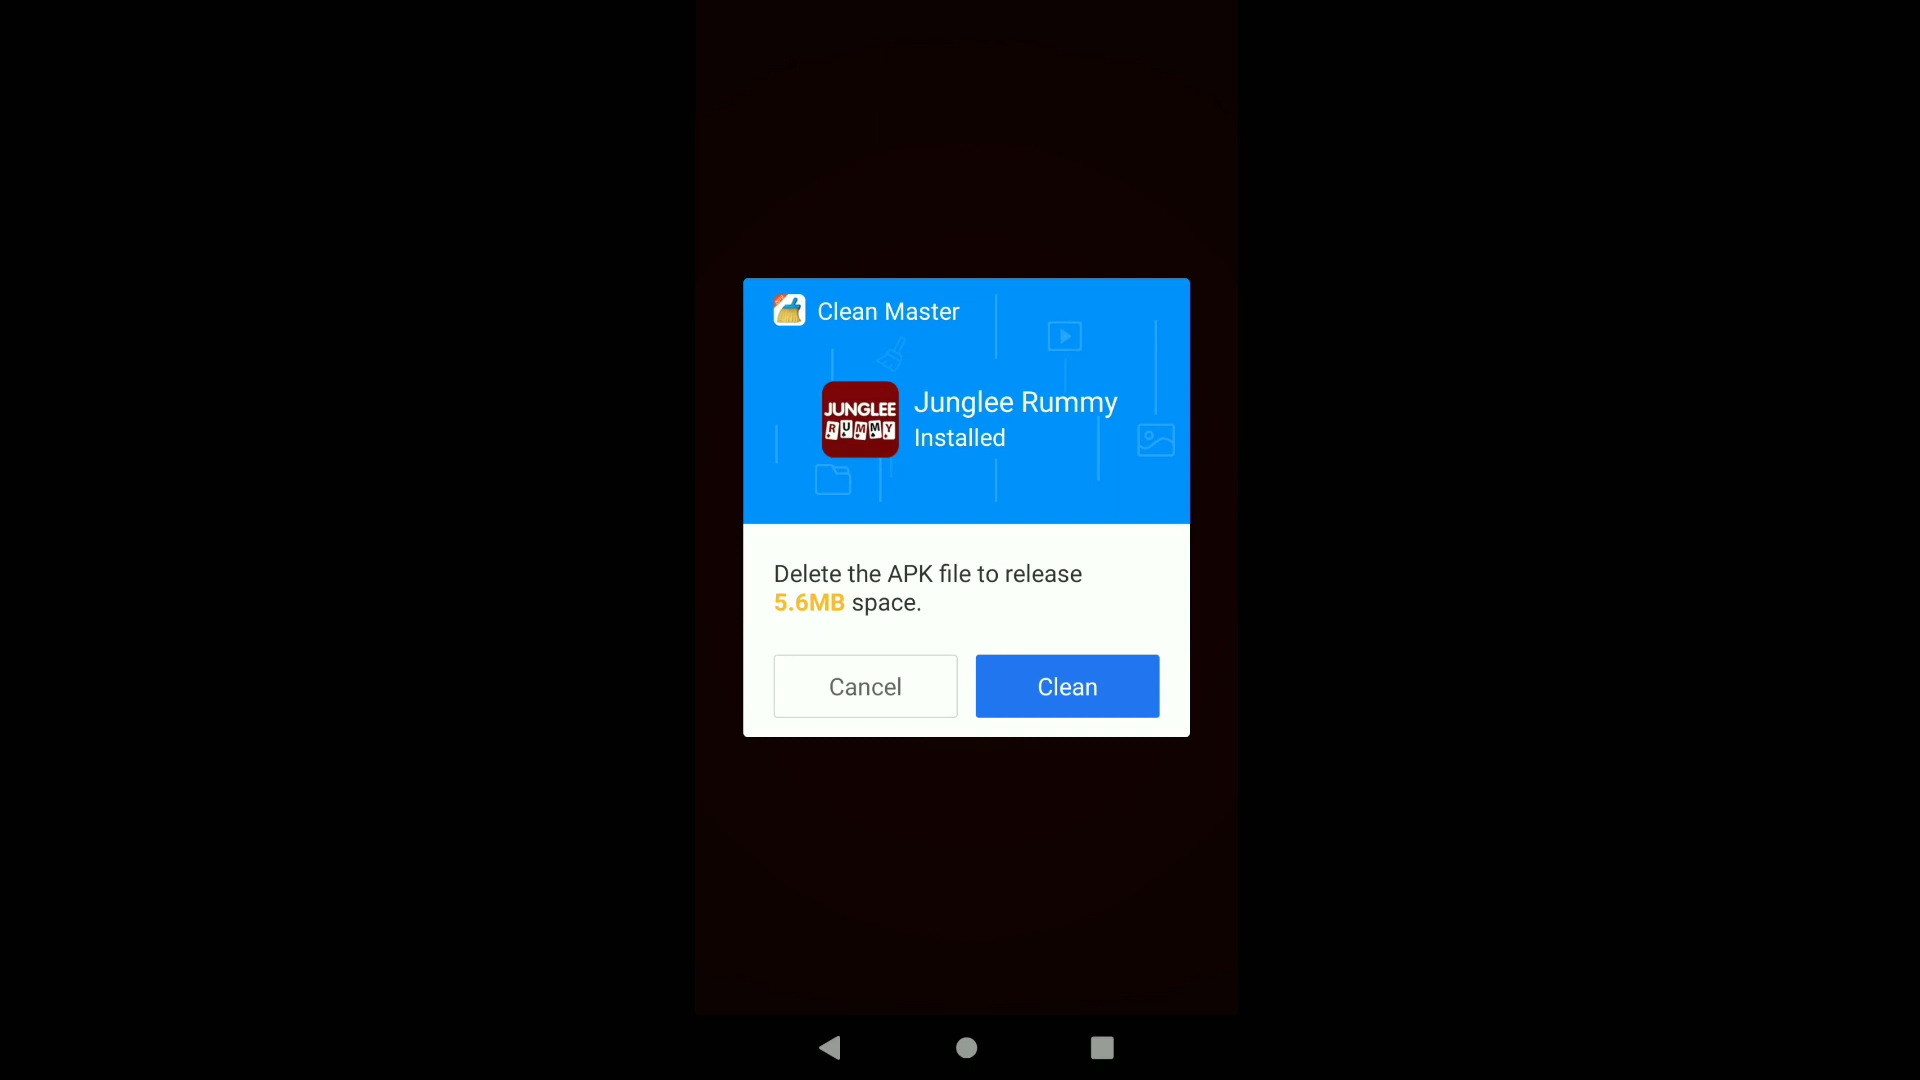 Clean Master
JUNGLEE
RUMMY
Junglee Rummy
Installed
Delete the APK file to release
5.6MB space.
Cancel
Clean